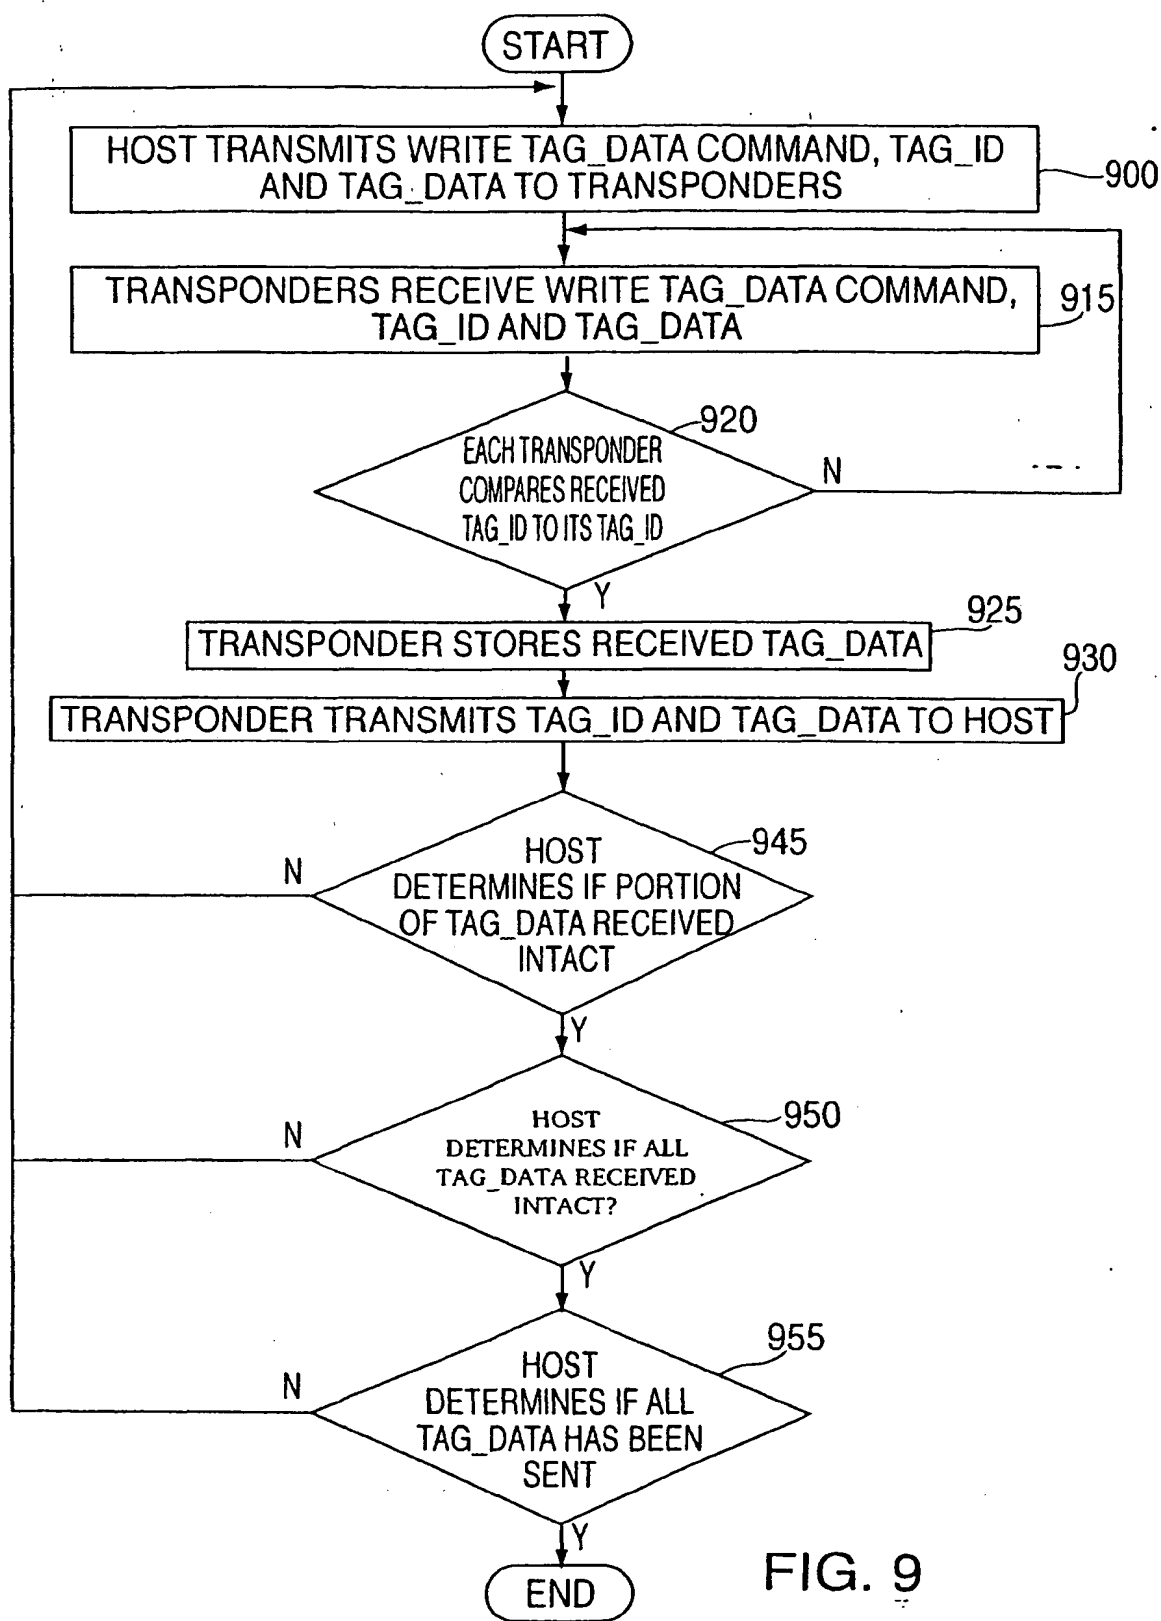 START
HOST TRANSMITS WRITE TAG_DATA COMMAND, TAG_ID
AND TAG_DATA TO TRANSPONDERS
900
TRANSPONDERS RECEIVE WRITE TAG_DATA COMMAND,
TAG_ID AND TAG_DATA
915
920
EACH TRANSPONDER
COMPARES RECEIVED
TAG_ID TO ITS TAG_ID
N
Y
925
TRANSPONDER STORES RECEIVED TAG_DATA
930
TRANSPONDER TRANSMITS TAG_ID AND TAG_DATA TO HOST
945
N
HOST
DETERMINES IF PORTION
OF TAG_DATA RECEIVED
INTACT
Y
950
N
HOST
DETERMINES IF ALL
TAG_DATA RECEIVED
INTACT?
Y
955
N
HOST
DETERMINES IF ALL
TAG_DATA HAS BEEN
SENT
Y
END
FIG. 9